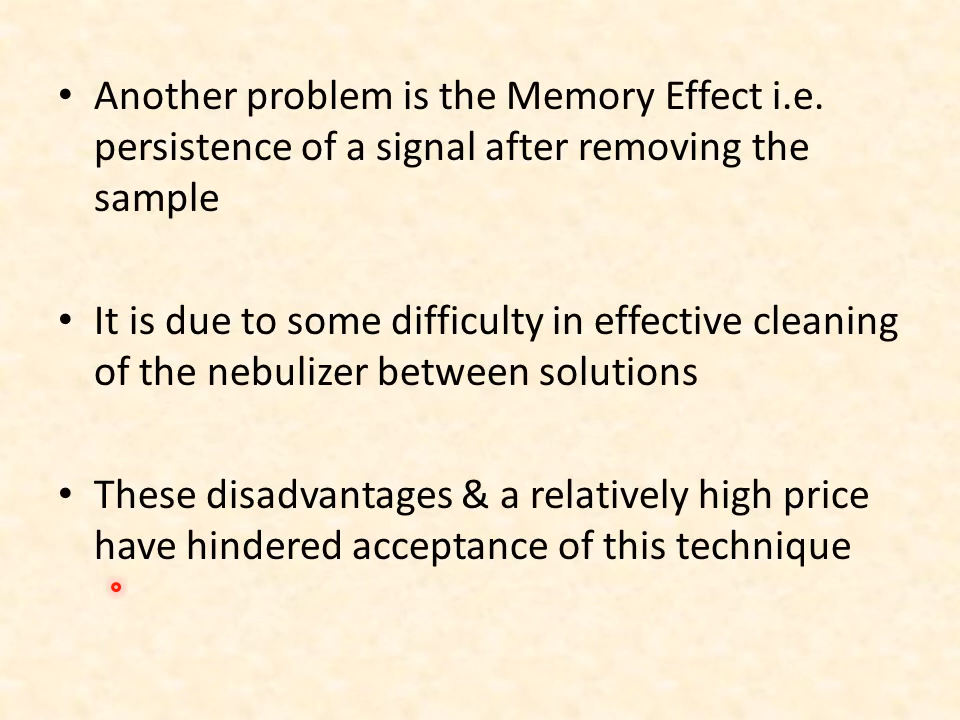 • Another problem is the Memory Effect i.e.
persistence of a signal after removing the
sample
• It is due to some difficulty in effective cleaning
of the nebulizer between solutions
• These disadvantages & a relatively high price
have hindered acceptance of this technique